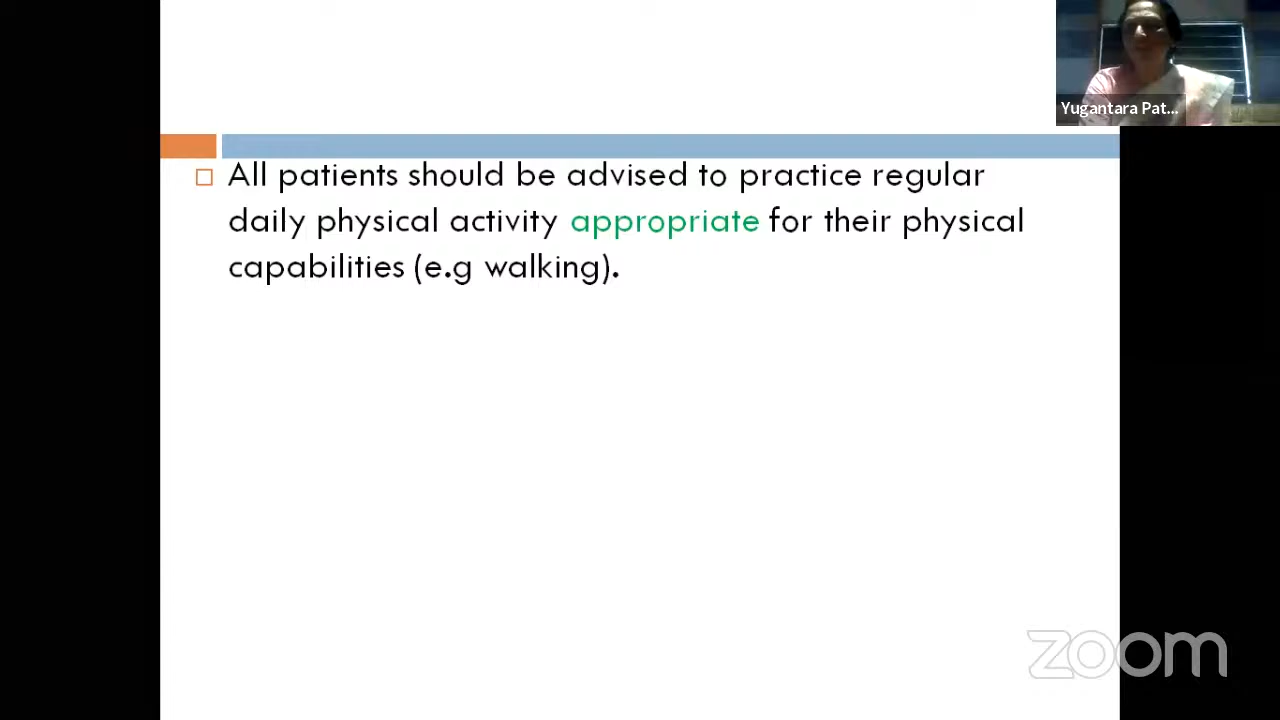 Yugantara Pat...
All patients should be advised to practice regular
daily physical activity appropriate for their physical
capabilities (e.g walking).
zoom